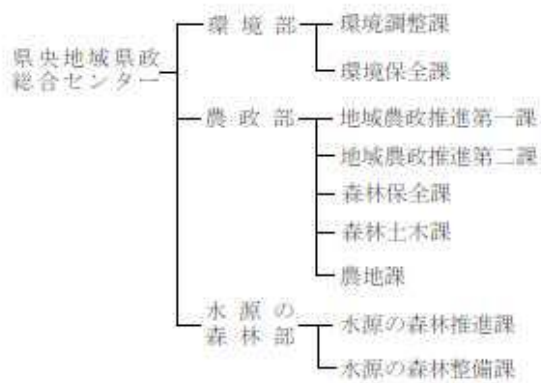 県央地域県政
総合センター
環境部
環境調整課
環境保全課
農政部
地域農政推進第一課
地域農政推進第二課
森林保全課
森林土木課
農地課
水源の
森林部
水源の森林推進課
水源の森林整備課